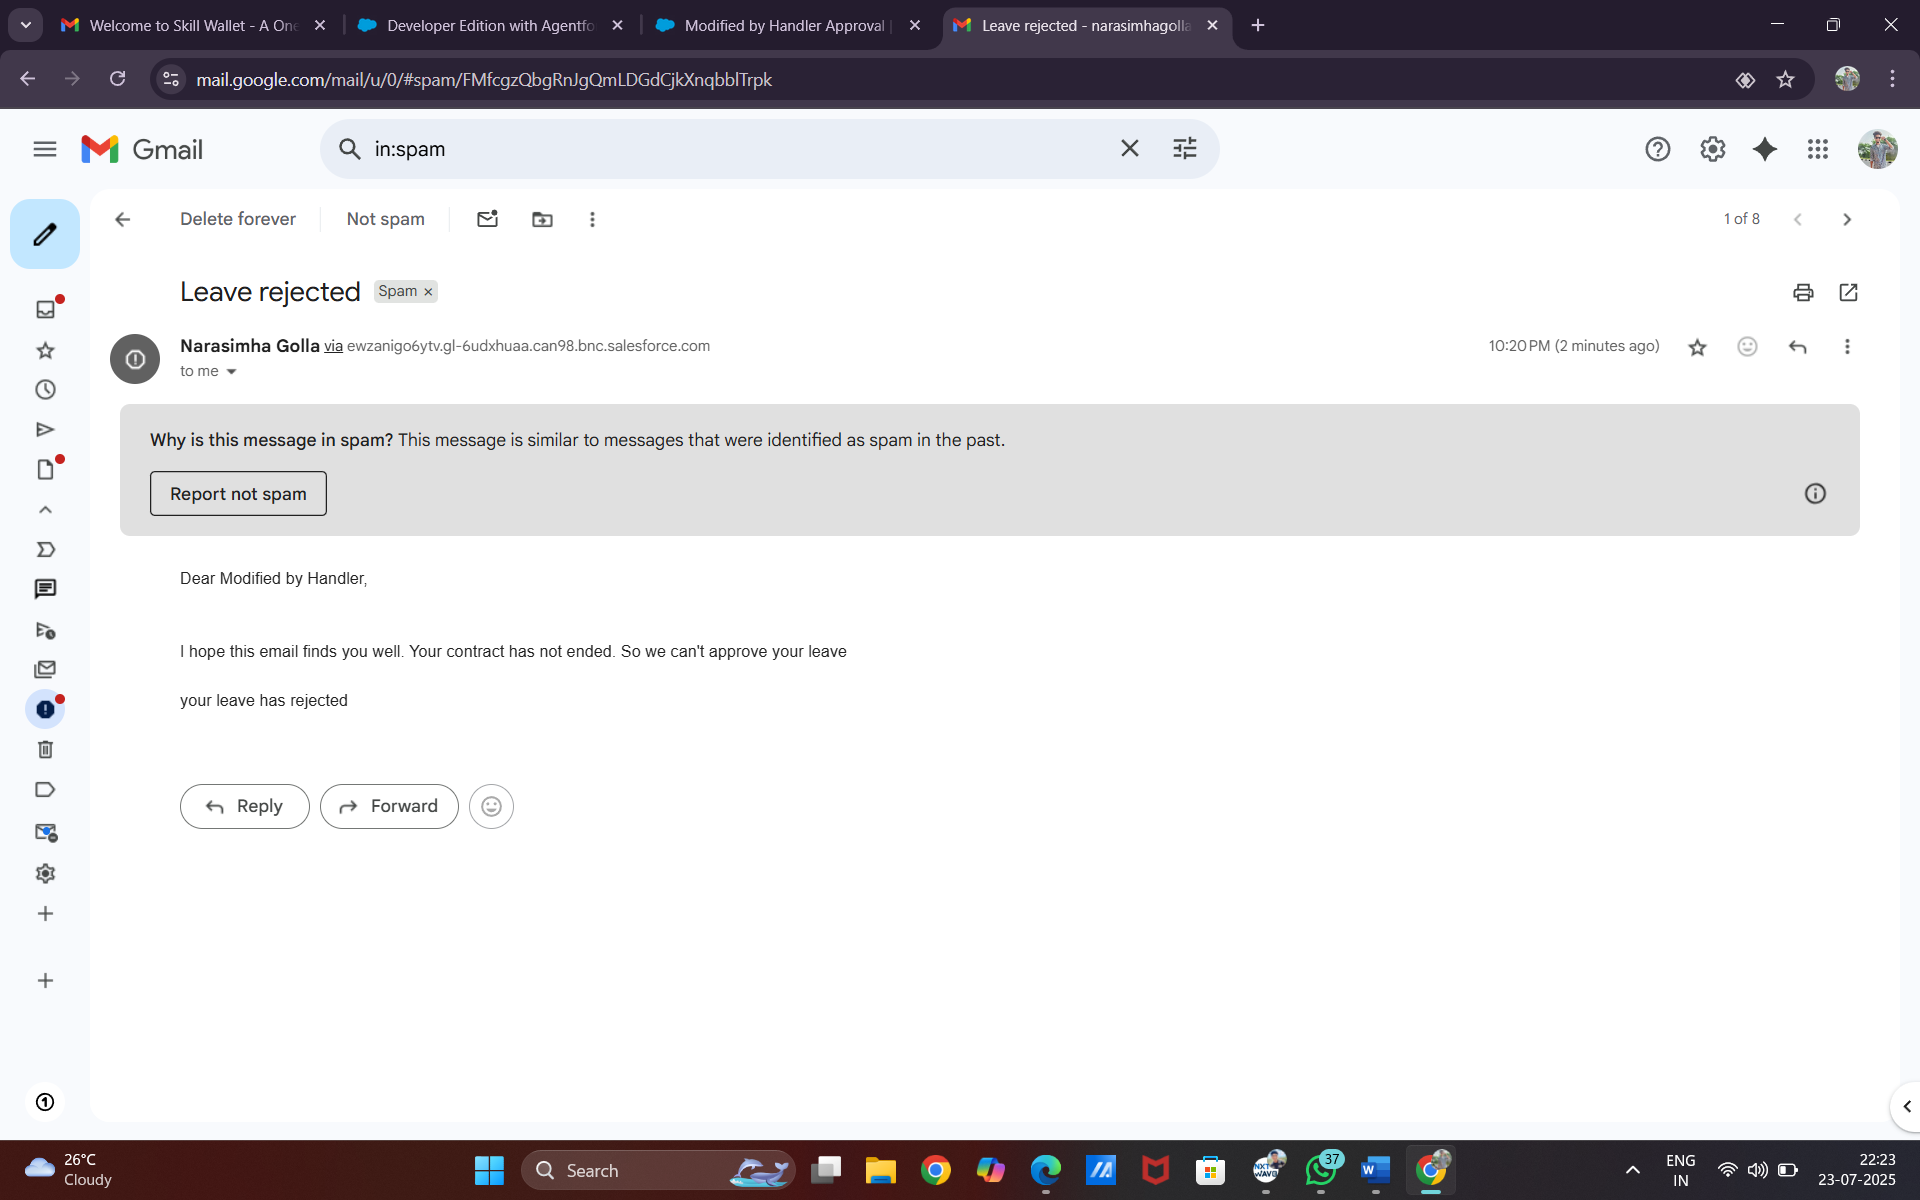 Welcome to Skill Wallet - A One
Developer Edition with Agentfo
Modified by Handler Approval
Leave rejected - narasimhagolla
mail.google.com/mail/u/0/#spam/FMfcgzQbgRnJgQmLDGdCjkXnqbblTrpk
Gmail
in:spam
Delete forever
Not spam
1 of 8
Leave rejected
Spam ×
Narasimha Golla via ewzanigo6ytv.gl-6udxhuaa.can98.bnc.salesforce.com
10:20 PM (2 minutes ago)
to me
Why is this message in spam? This message is similar to messages that were identified as spam in the past.
Report not spam
Dear Modified by Handler,
I hope this email finds you well. Your contract has not ended. So we can't approve your leave
your leave has rejected
Reply
Forward
26°C
Cloudy
Search
NXT
WAVE
37
ENG
IN
22:23
23-07-2025